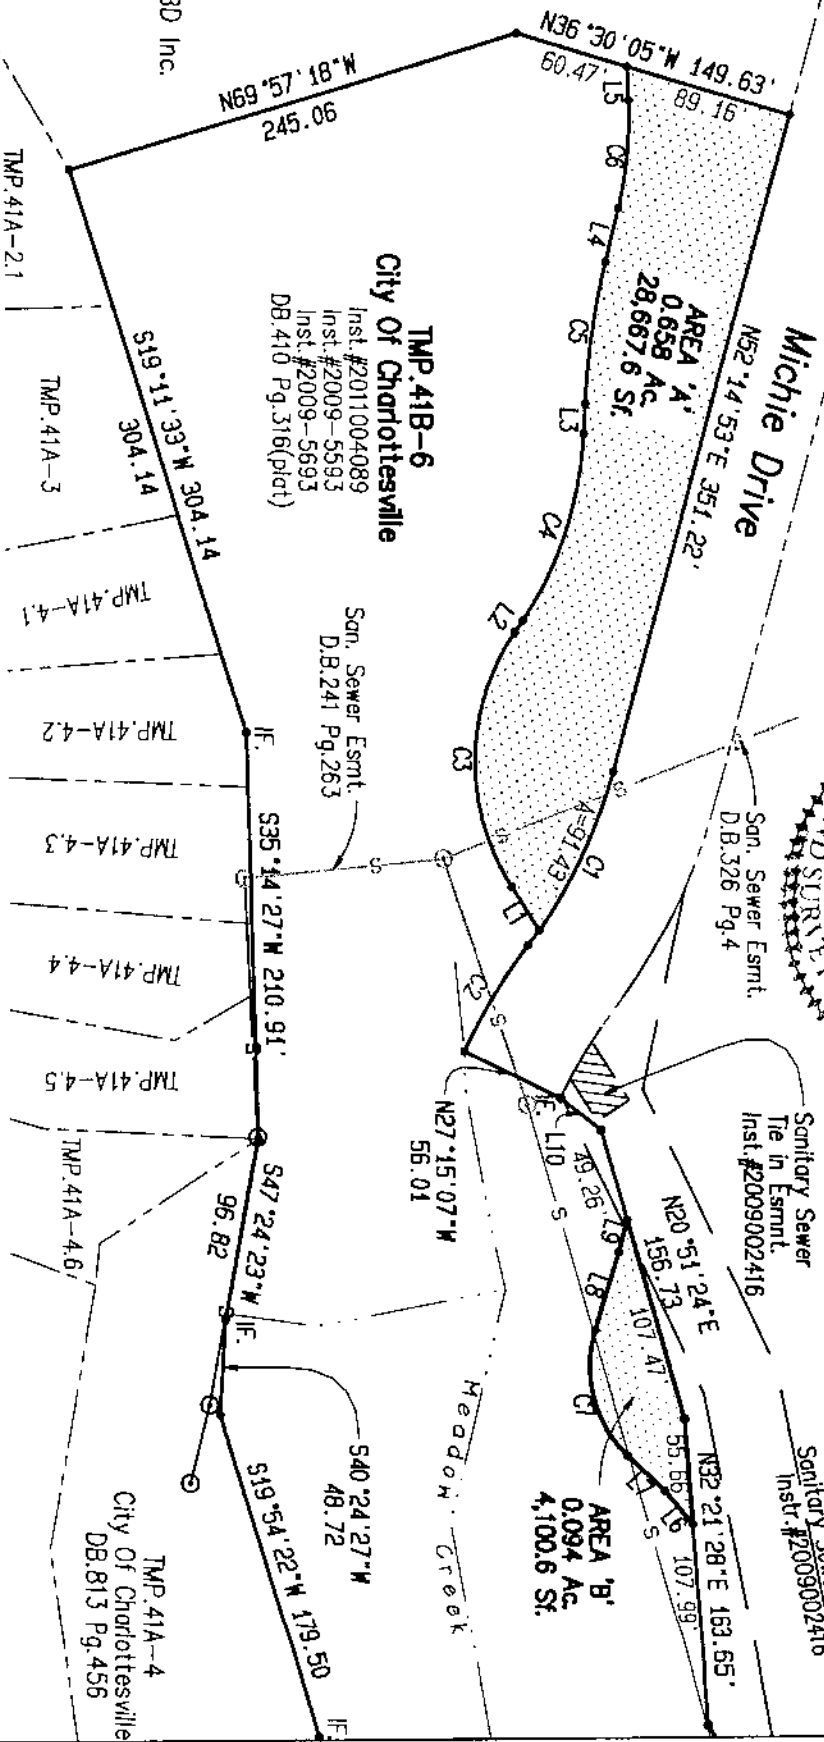 3D Inc.
N69°57'18"W
245.06
N36°30'05"W 149.63'
60.47'
89.16'
L5
C6
L4
C5
L3
C4
L2
C3
L1
C1
A=91.43'
C2
AREA 'A'
0.658 Ac.
28,667.6 Sf.
N52°14'53"E 351.22'
Michie Drive
TMP.41B-6
City Of Charlottesville
Inst.#2011004089
Inst.#2009-5593
Inst.#2009-5693
DB.410 Pg.316(plat)
TMP.41A-2.1
TMP.41A-3
S19°11'33"W 304.14
304.14
TMP.41A-4.1
TMP.41A-4.2
TMP.41A-4.3
TMP.41A-4.4
TMP.41A-4.5
TMP.41A-4.6
IF.
San. Sewer Esmt.
D.B.241 Pg.263
S
S
S
S
S
S
S35°14'27"W 210.91'
San. Sewer Esmt.
D.B.326 Pg.4
ND SURVE
Sanitary Sewer
Tie in Esmnt.
Inst.#2009002416
N27°15'07"W
56.01
IF.
L10
49.26'
L9
L8
N20°51'24"E
156.73
107.47'
C7
L7
L6
55.66'
N32°21'28"E 163.65'
107.99'
Sanitary
Instr.#2009002416
AREA 'B'
0.094 Ac.
4,100.6 Sf.
S47°24'23"W
96.82
IF.
S40°24'27"W
48.72
Meadow Creek
S19°54'22"W 179.50
IF.
TMP.41A-4
City Of Charlottesville
DB.813 Pg.456